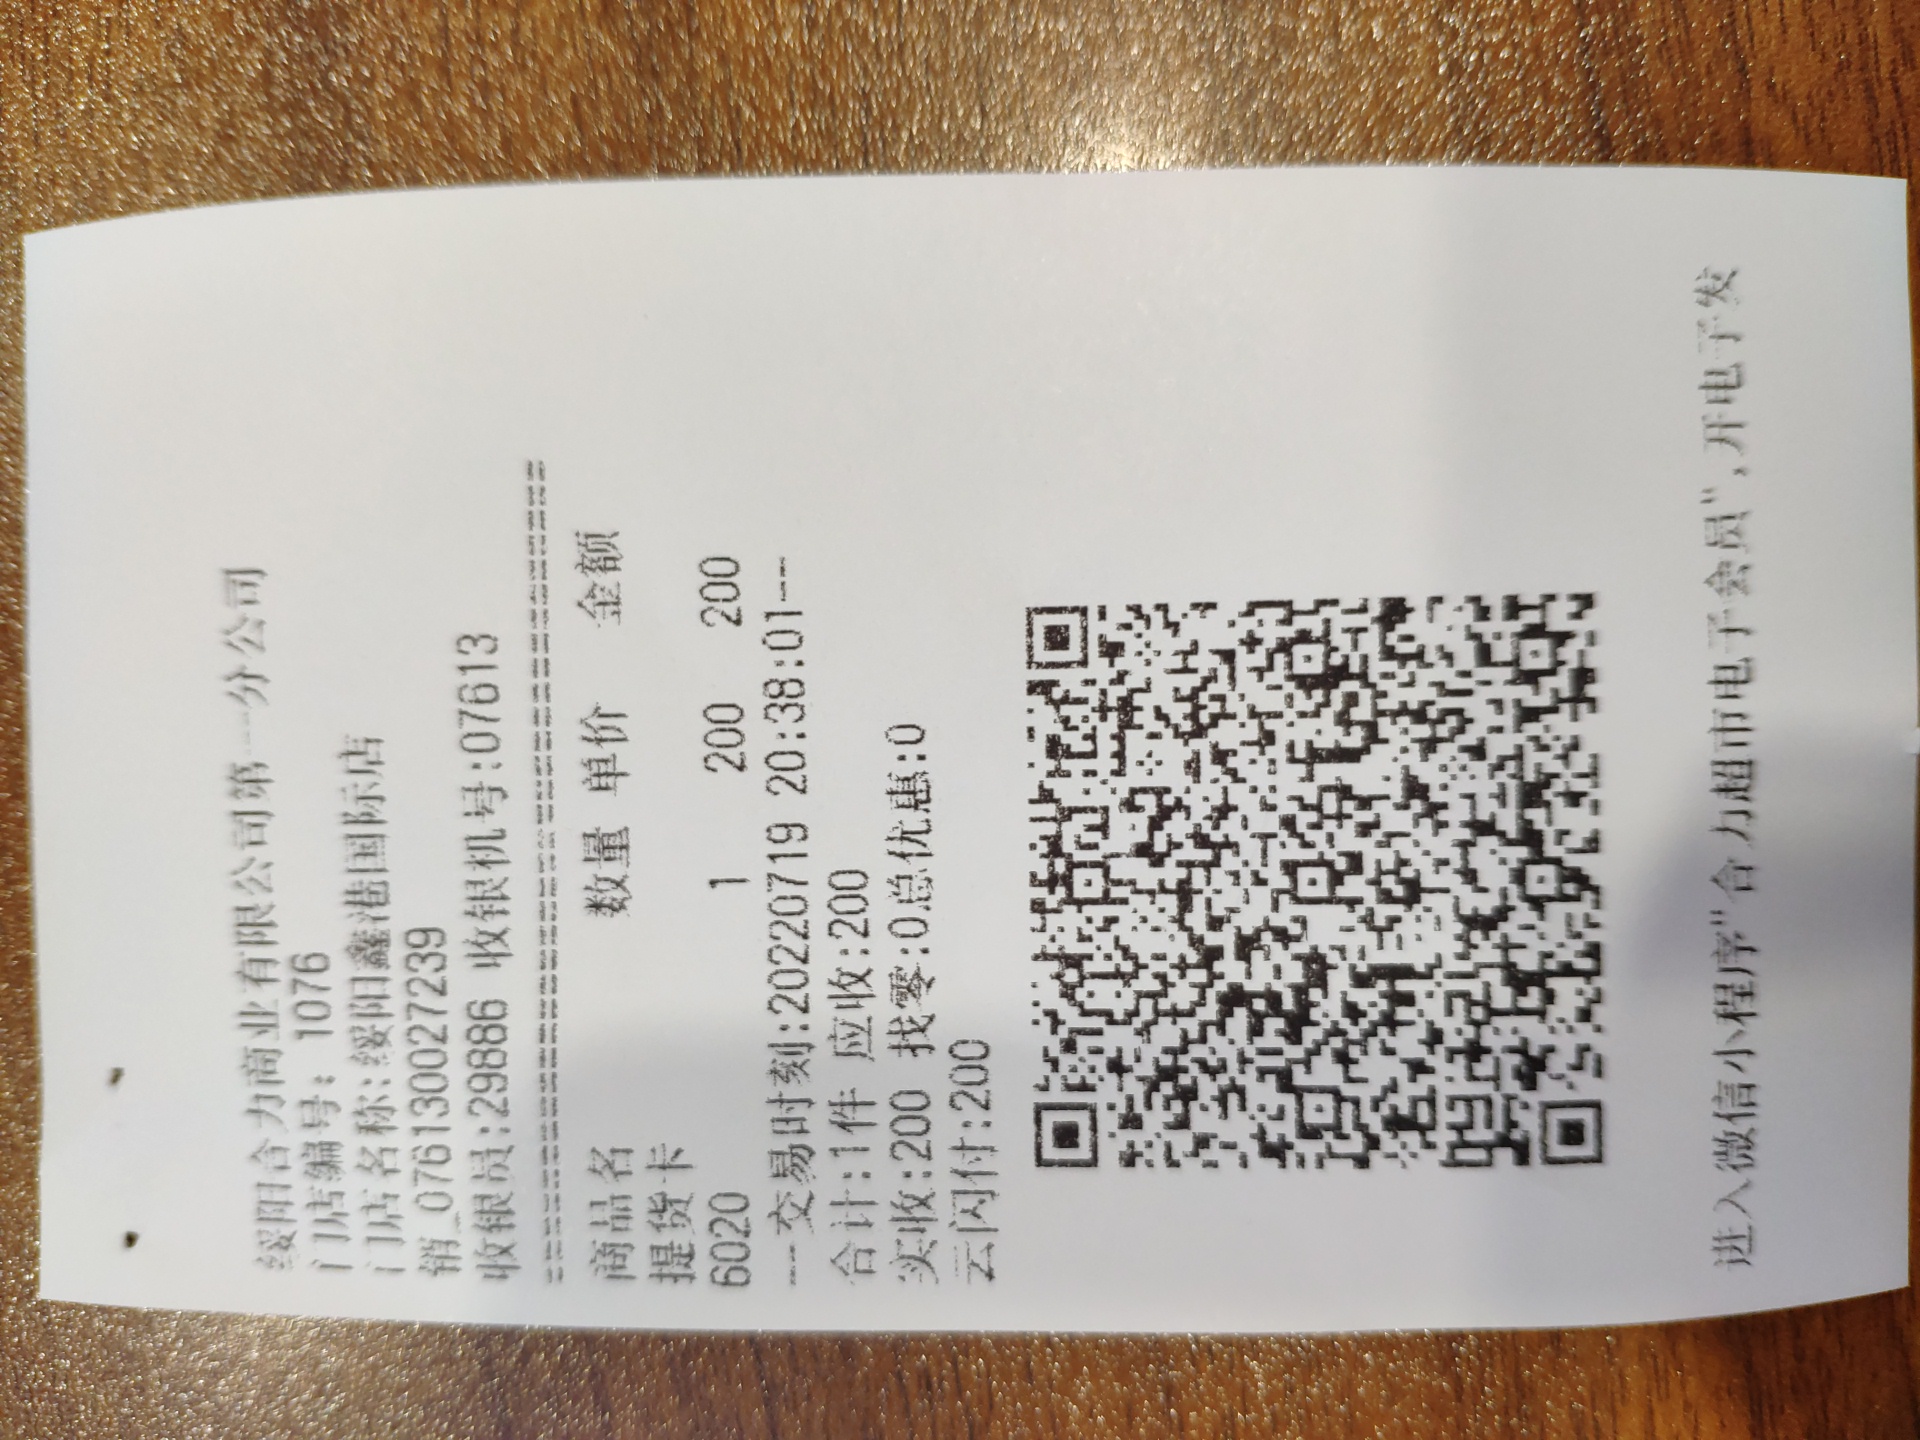 绥阳合力商业有限公司第一分公司
门店编号: 1076
门店名称:绥阳鑫港国际店
销_0761300272​39
收银员:29886 收银机号:07613
商品名 数量 单价 金额
提货卡
6020 1 200 200
--交易时刻:20220719 20:38:01--
合计:1件 应收:200
实收:200 找零:0总优惠:0
云闪付:200
进入微信小程序"合力超市电子会员",开电子发